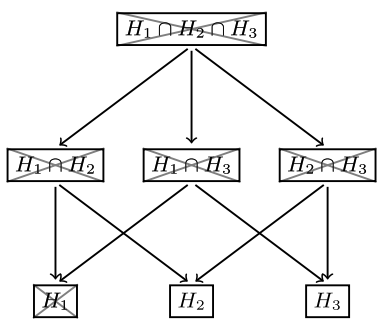 H₁ ∩ H₂ ∩ H₃
H₁ ∩ H₂ H₁ ∩ H₃ H₂ ∩ H₃
H₁ H₂ H₃